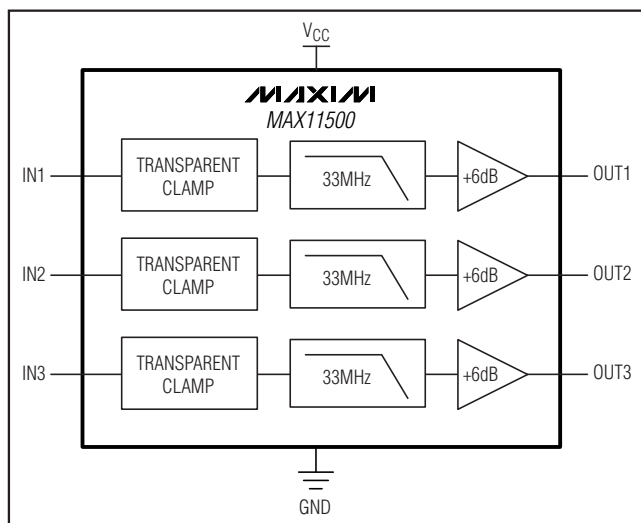 VCC
MAXIM
MAX11500
IN1
TRANSPARENT
CLAMP
33MHz
+6dB
OUT1
IN2
TRANSPARENT
CLAMP
33MHz
+6dB
OUT2
IN3
TRANSPARENT
CLAMP
33MHz
+6dB
OUT3
GND